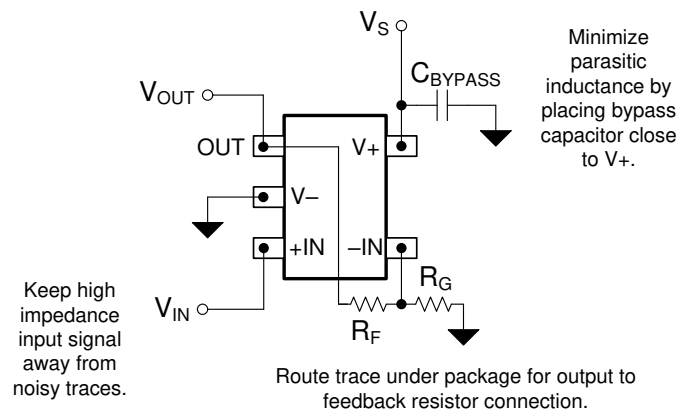 V_S
C_BYPASS
Minimize
parasitic
inductance by
placing bypass
capacitor close
to V+.
V_OUT
OUT
V+
V–
+IN
–IN
V_IN
R_F
R_G
Keep high
impedance
input signal
away from
noisy traces.
Route trace under package for output to
feedback resistor connection.